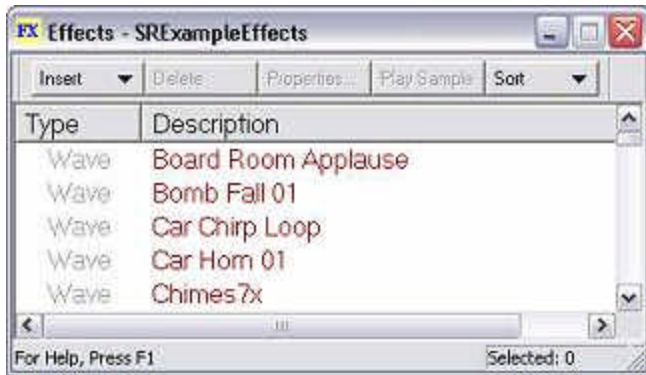 FX Effects - SRExampleEffects
Insert Delete Properties... Play Sample Sort
Type Description
Wave Board Room Applause
Wave Bomb Fall 01
Wave Car Chirp Loop
Wave Car Horn 01
Wave Chimes7x
For Help, Press F1 Selected: 0